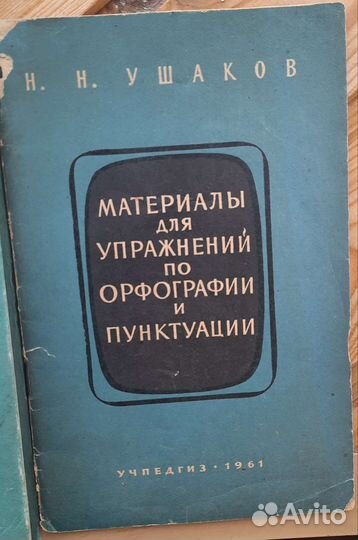 Н. Н. УШАКОВ
МАТЕРИАЛЫ
ДЛЯ
УПРАЖНЕНИЙ
ПО
ОРФОГРАФИИ
И
ПУНКТУАЦИИ
УЧПЕДГИЗ · 1961
Avito